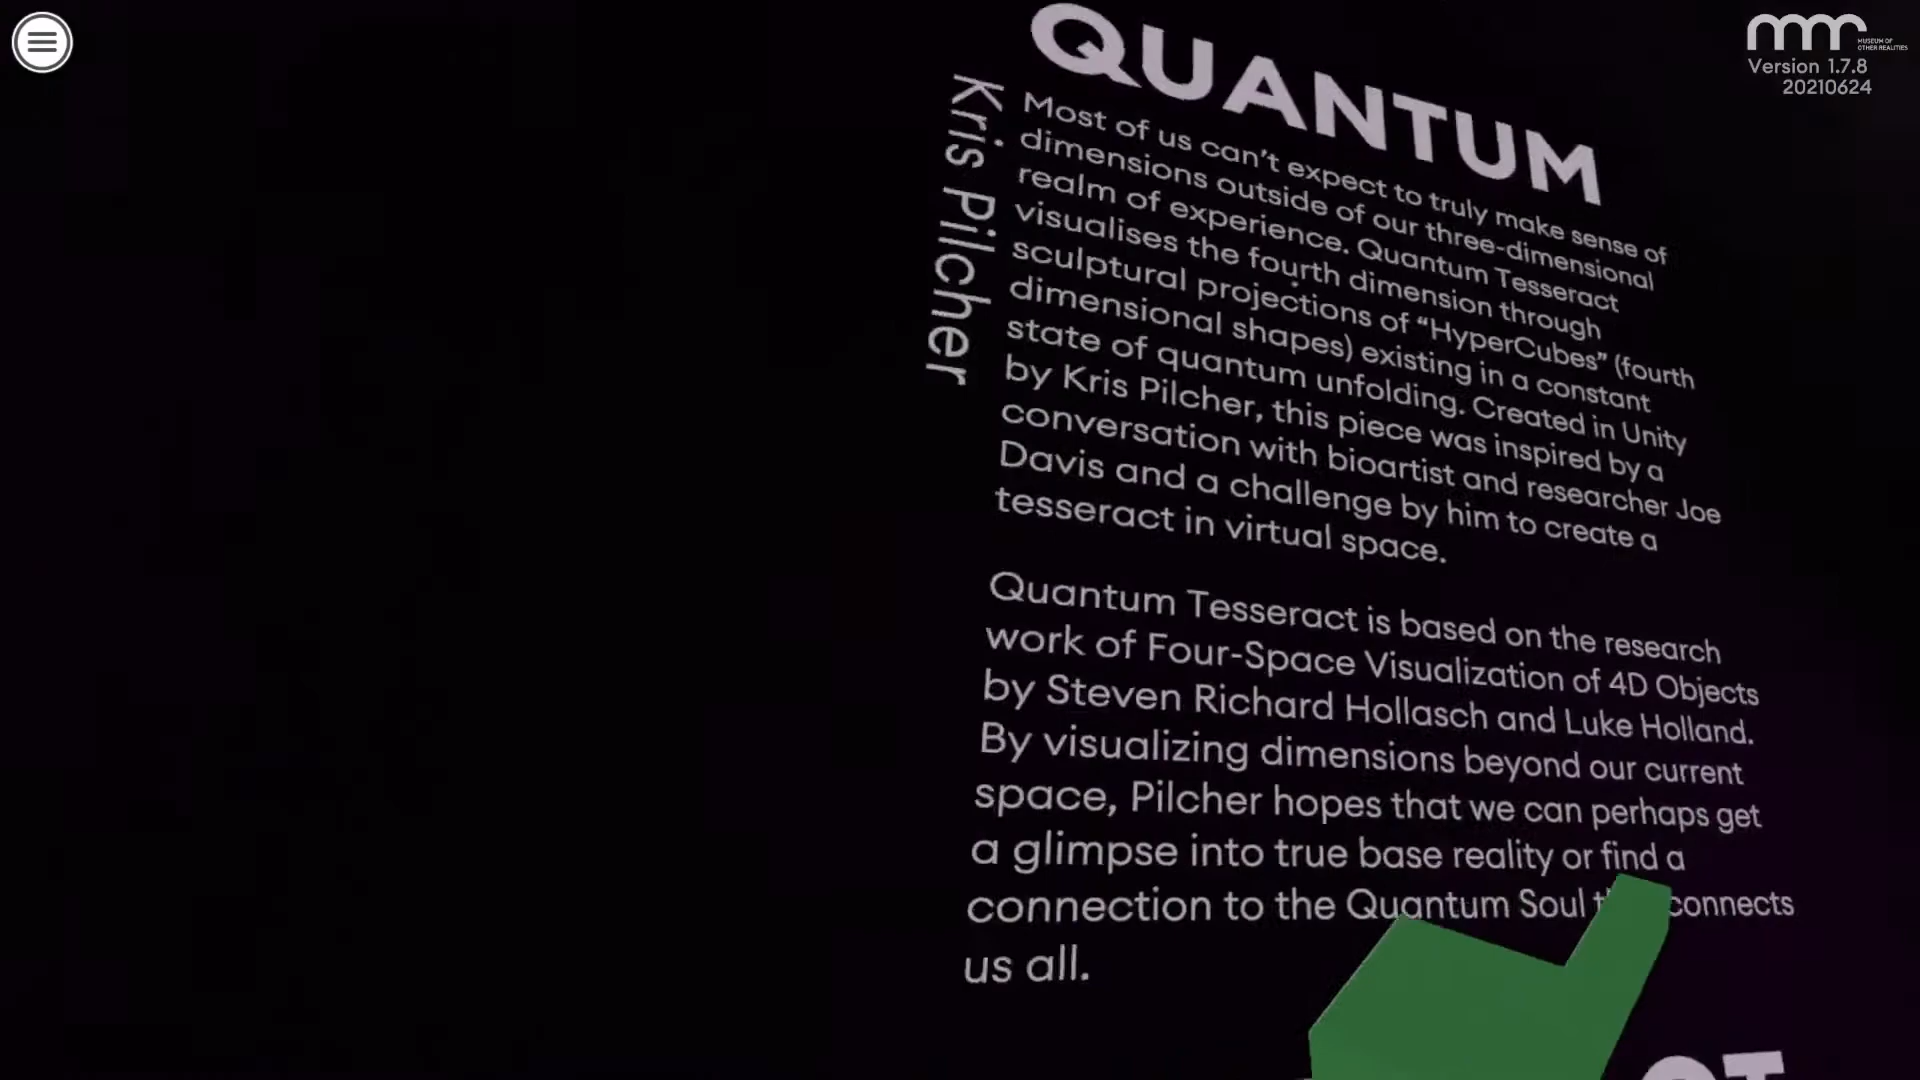 QUANTUM
Kris Pilcher
Most of us can't expect to truly make sense of
dimensions outside of our three-dimensional
realm of experience. Quantum Tesseract
visualises the fourth dimension through
sculptural projections of “HyperCubes” (fourth
dimensional shapes) existing in a constant
state of quantum unfolding. Created in Unity
by Kris Pilcher, this piece was inspired by a
conversation with bioartist and researcher Joe
Davis and a challenge by him to create a
tesseract in virtual space.
Quantum Tesseract is based on the research
work of Four-Space Visualization of 4D Objects
by Steven Richard Hollasch and Luke Holland.
By visualizing dimensions beyond our current
space, Pilcher hopes that we can perhaps get
a glimpse into true base reality or find a
connection to the Quantum Soul connects
us all.
mor
MUSEUM OF
OTHER REALITIES
Version 1.7.8
20210624